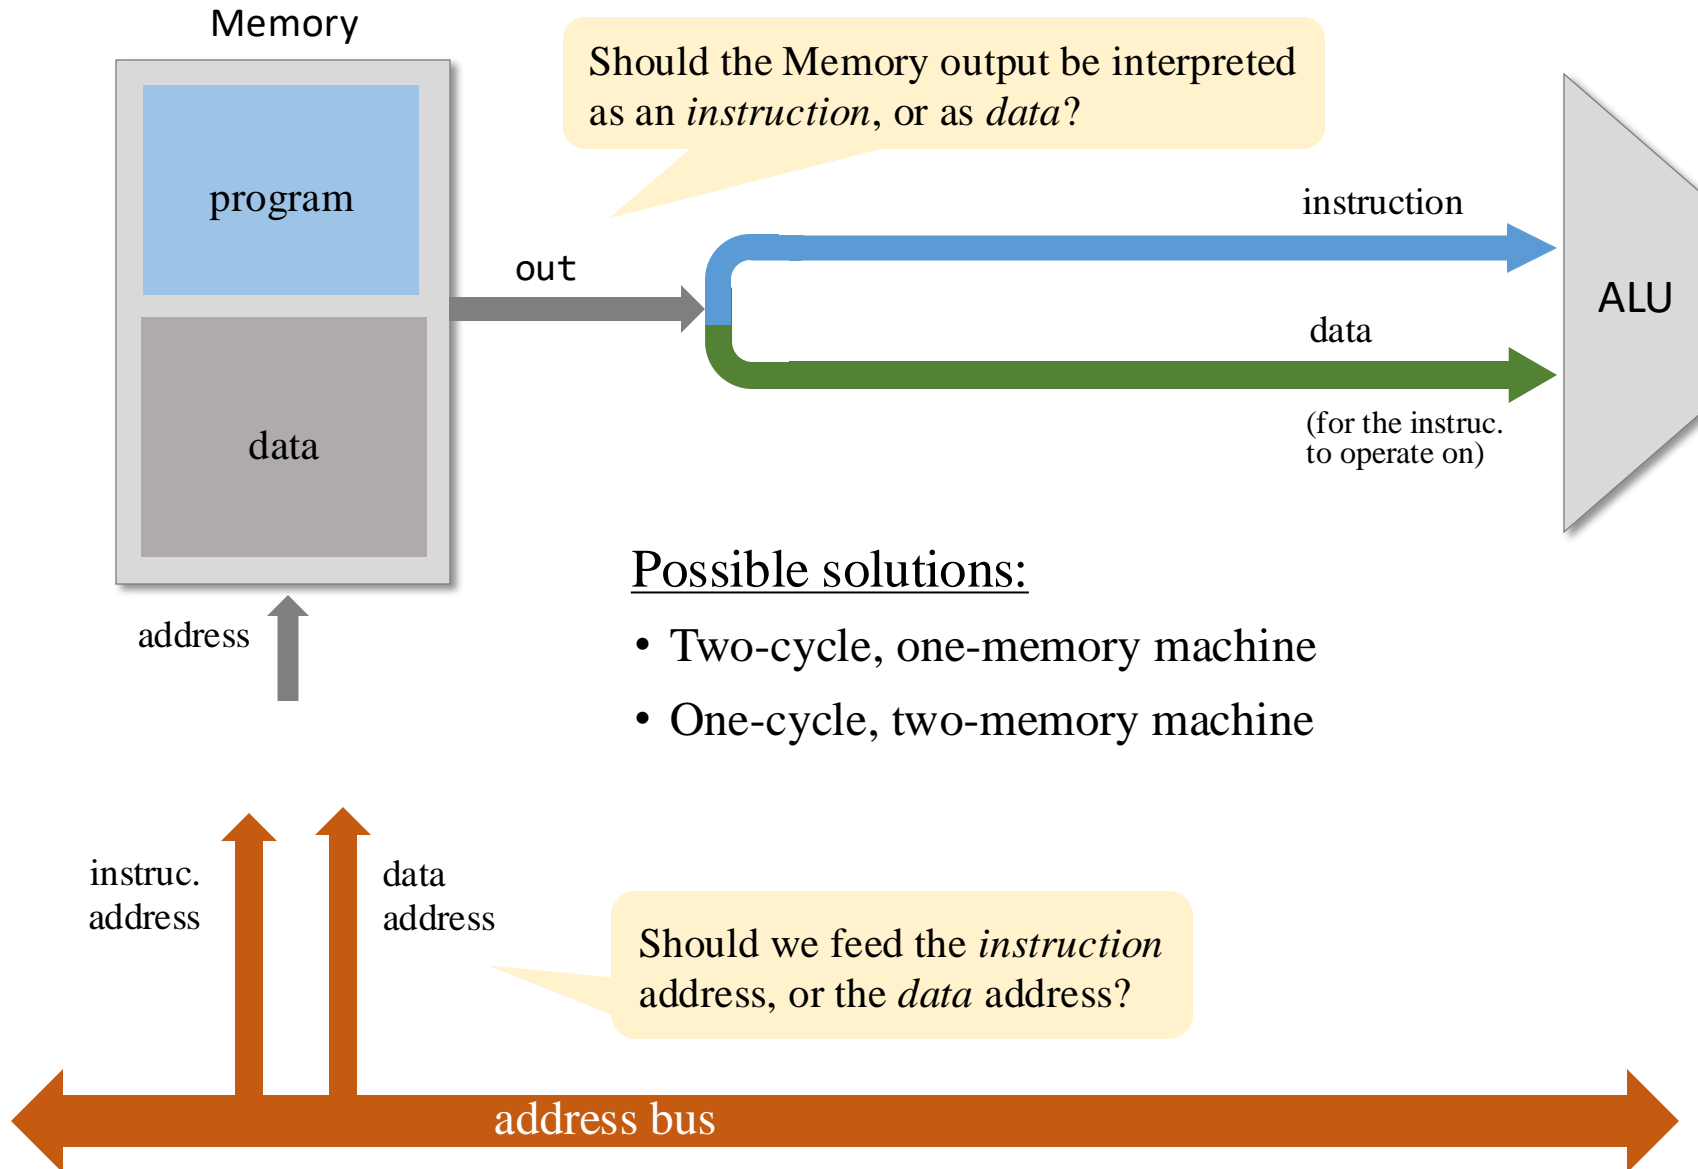 Memory
Should the Memory output be interpreted
as an instruction, or as data?
program
instruction
out
ALU
data
(for the instruc.
to operate on)
data
Possible solutions:
address
• Two-cycle, one-memory machine
• One-cycle, two-memory machine
instruc.
address
data
address
Should we feed the instruction
address, or the data address?
address bus